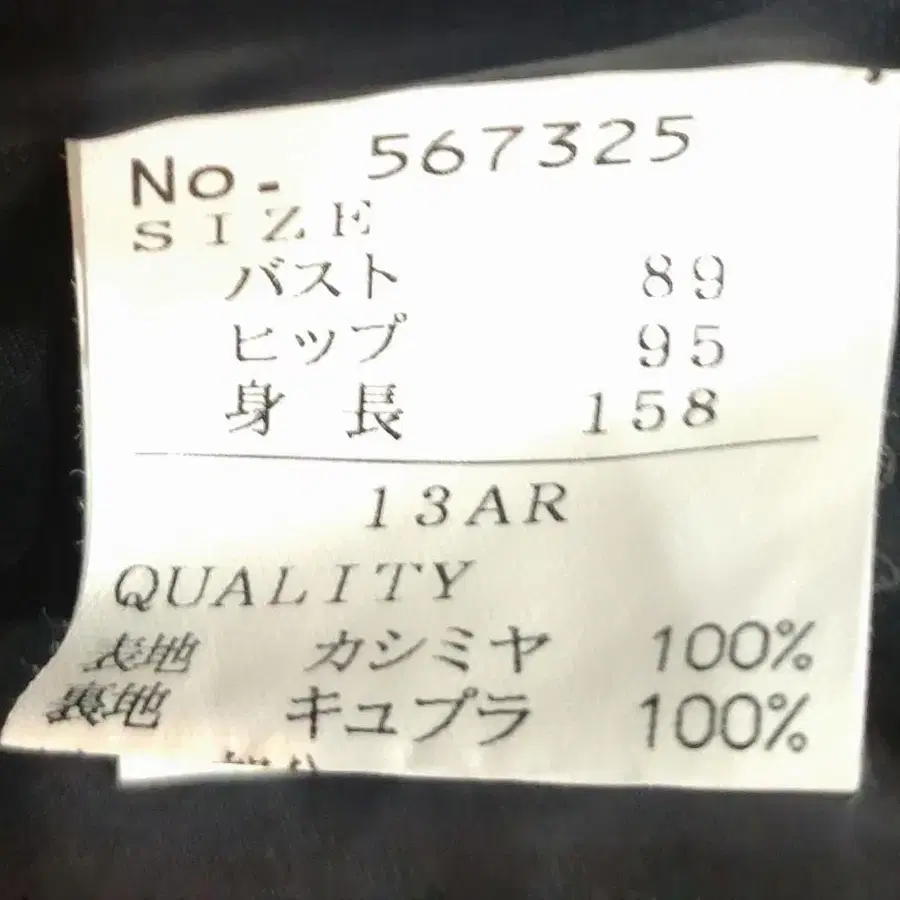 No- 567325
SIZE
バスト 89
ヒップ 95
身長 158
13AR
QUALITY
表地 カシミヤ 100%
裏地 キュプラ 100%